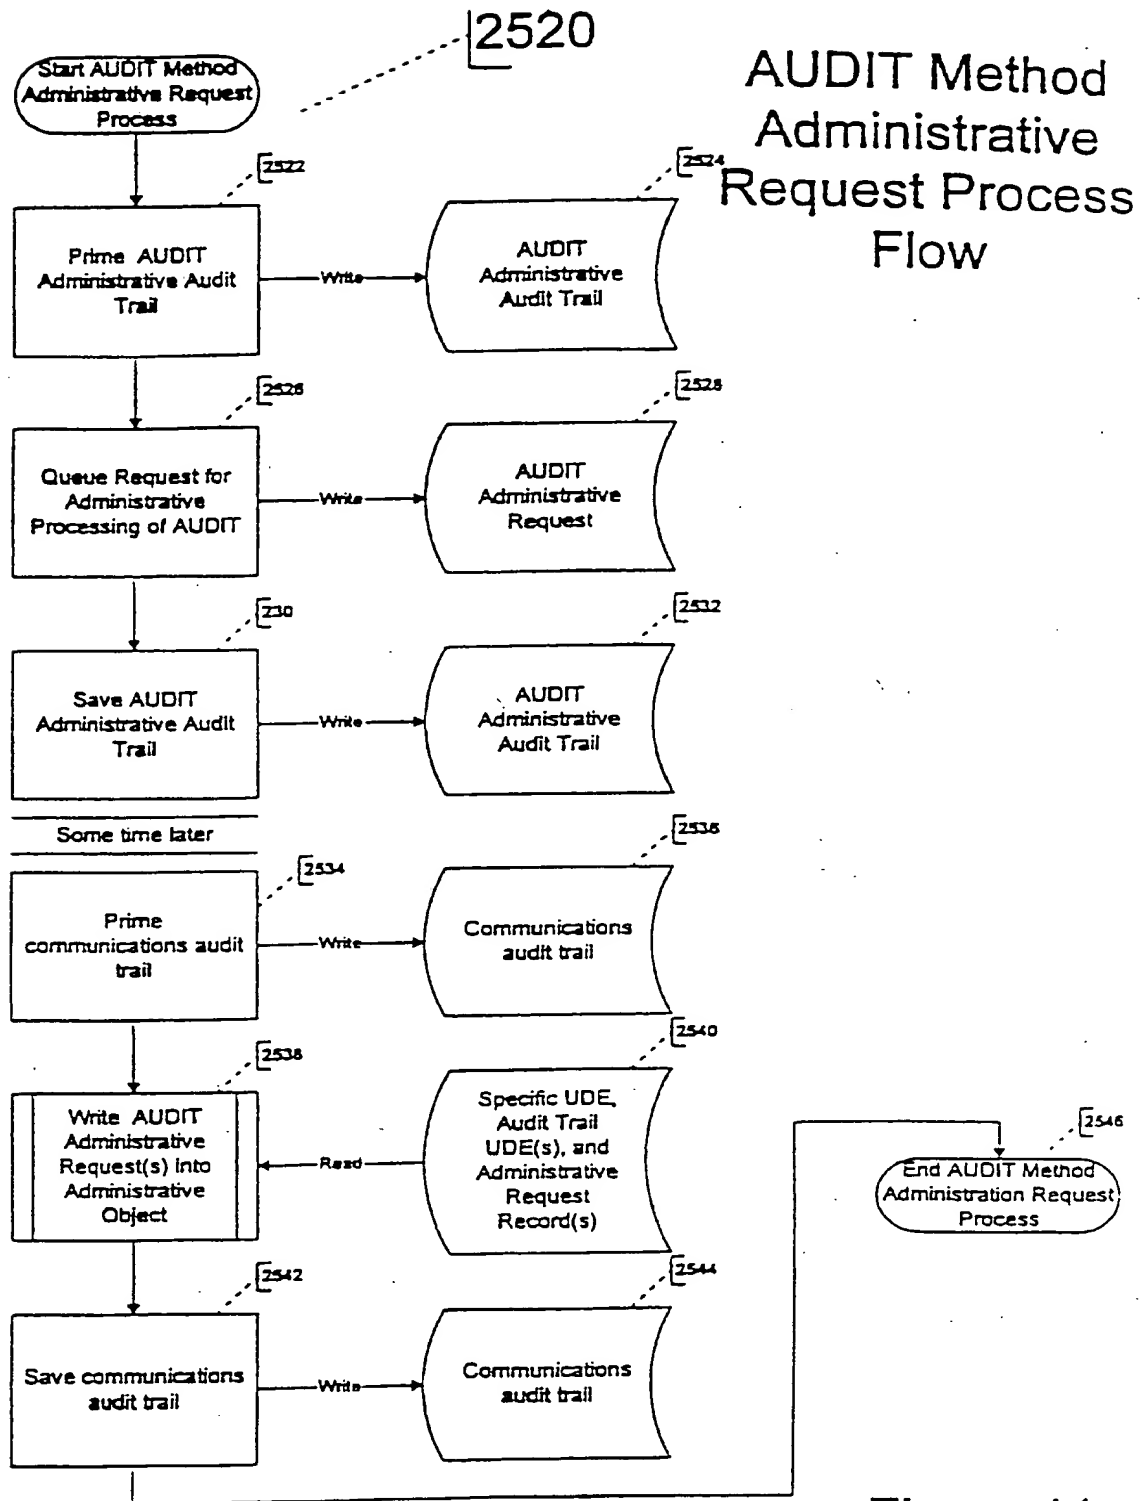 2520
AUDIT Method
Administrative
Request Process
Flow
Start AUDIT Method
Administrative Request
Process
2522
Prime AUDIT
Administrative Audit
Trail
Write
2524
AUDIT
Administrative
Audit Trail
2526
Queue Request for
Administrative
Processing of AUDIT
Write
2528
AUDIT
Administrative
Request
230
Save AUDIT
Administrative Audit
Trail
Write
2532
AUDIT
Administrative
Audit Trail
Some time later
2534
Prime
communications audit
trail
Write
2536
Communications
audit trail
2538
Write AUDIT
Administrative
Request(s) into
Administrative
Object
Read
2540
Specific UDE,
Audit Trail
UDE(s), and
Administrative
Request
Record(s)
2542
Save communications
audit trail
Write
2544
Communications
audit trail
2546
End AUDIT Method
Administration Request
Process